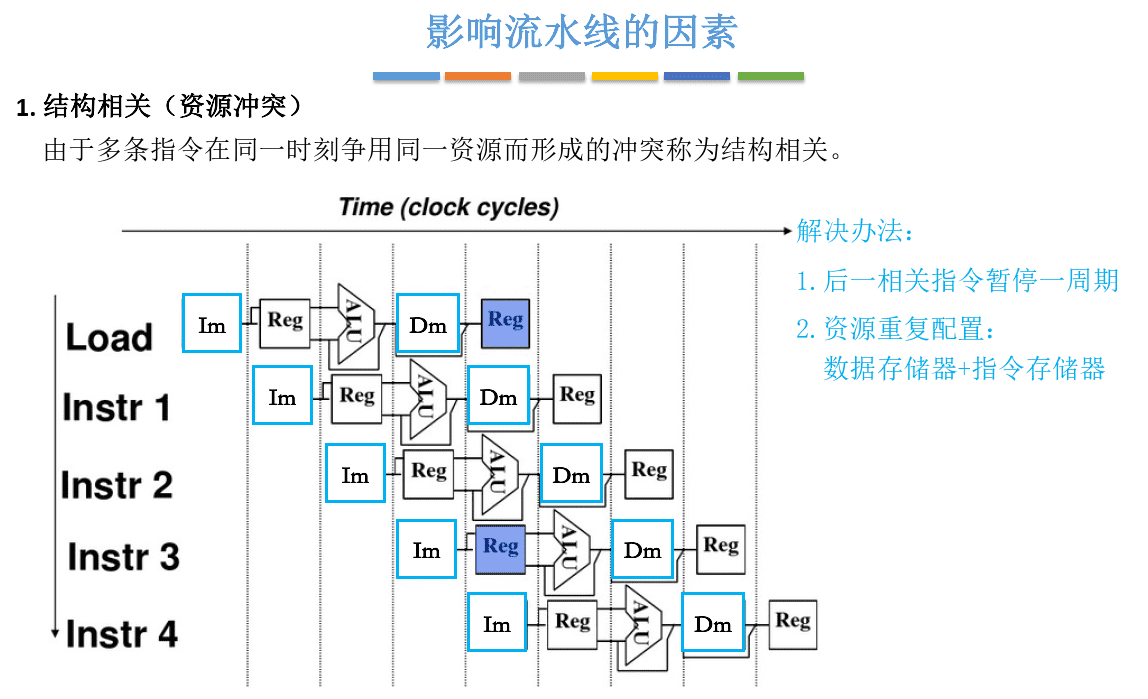 影响流水线的因素
1. 结构相关（资源冲突）
由于多条指令在同一时刻争用同一资源而形成的冲突称为结构相关。
Time (clock cycles)
解决办法：
1. 后一相关指令暂停一周期
2. 资源重复配置：
数据存储器+指令存储器
Load Im Reg ALU Dm Reg
Instr 1 Im Reg ALU Dm Reg
Instr 2 Im Reg ALU Dm Reg
Instr 3 Im Reg ALU Dm Reg
Instr 4 Im Reg ALU Dm Reg